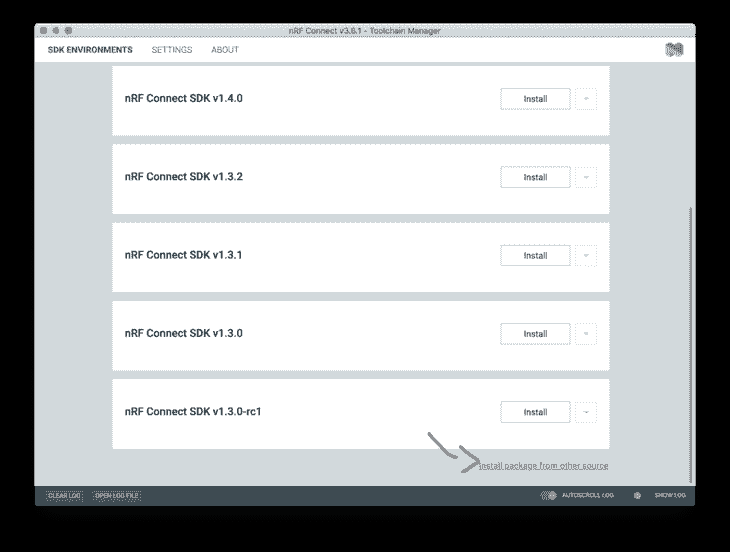 nRF Connect v3.6.1 - Toolchain Manager
SDK ENVIRONMENTS SETTINGS ABOUT
nRF Connect SDK v1.4.0 Install
nRF Connect SDK v1.3.2 Install
nRF Connect SDK v1.3.1 Install
nRF Connect SDK v1.3.0 Install
nRF Connect SDK v1.3.0-rc1 Install
Install package from other source
CLEAR LOG OPEN LOG FILE AUTOSCROLL LOG SHOW LOG